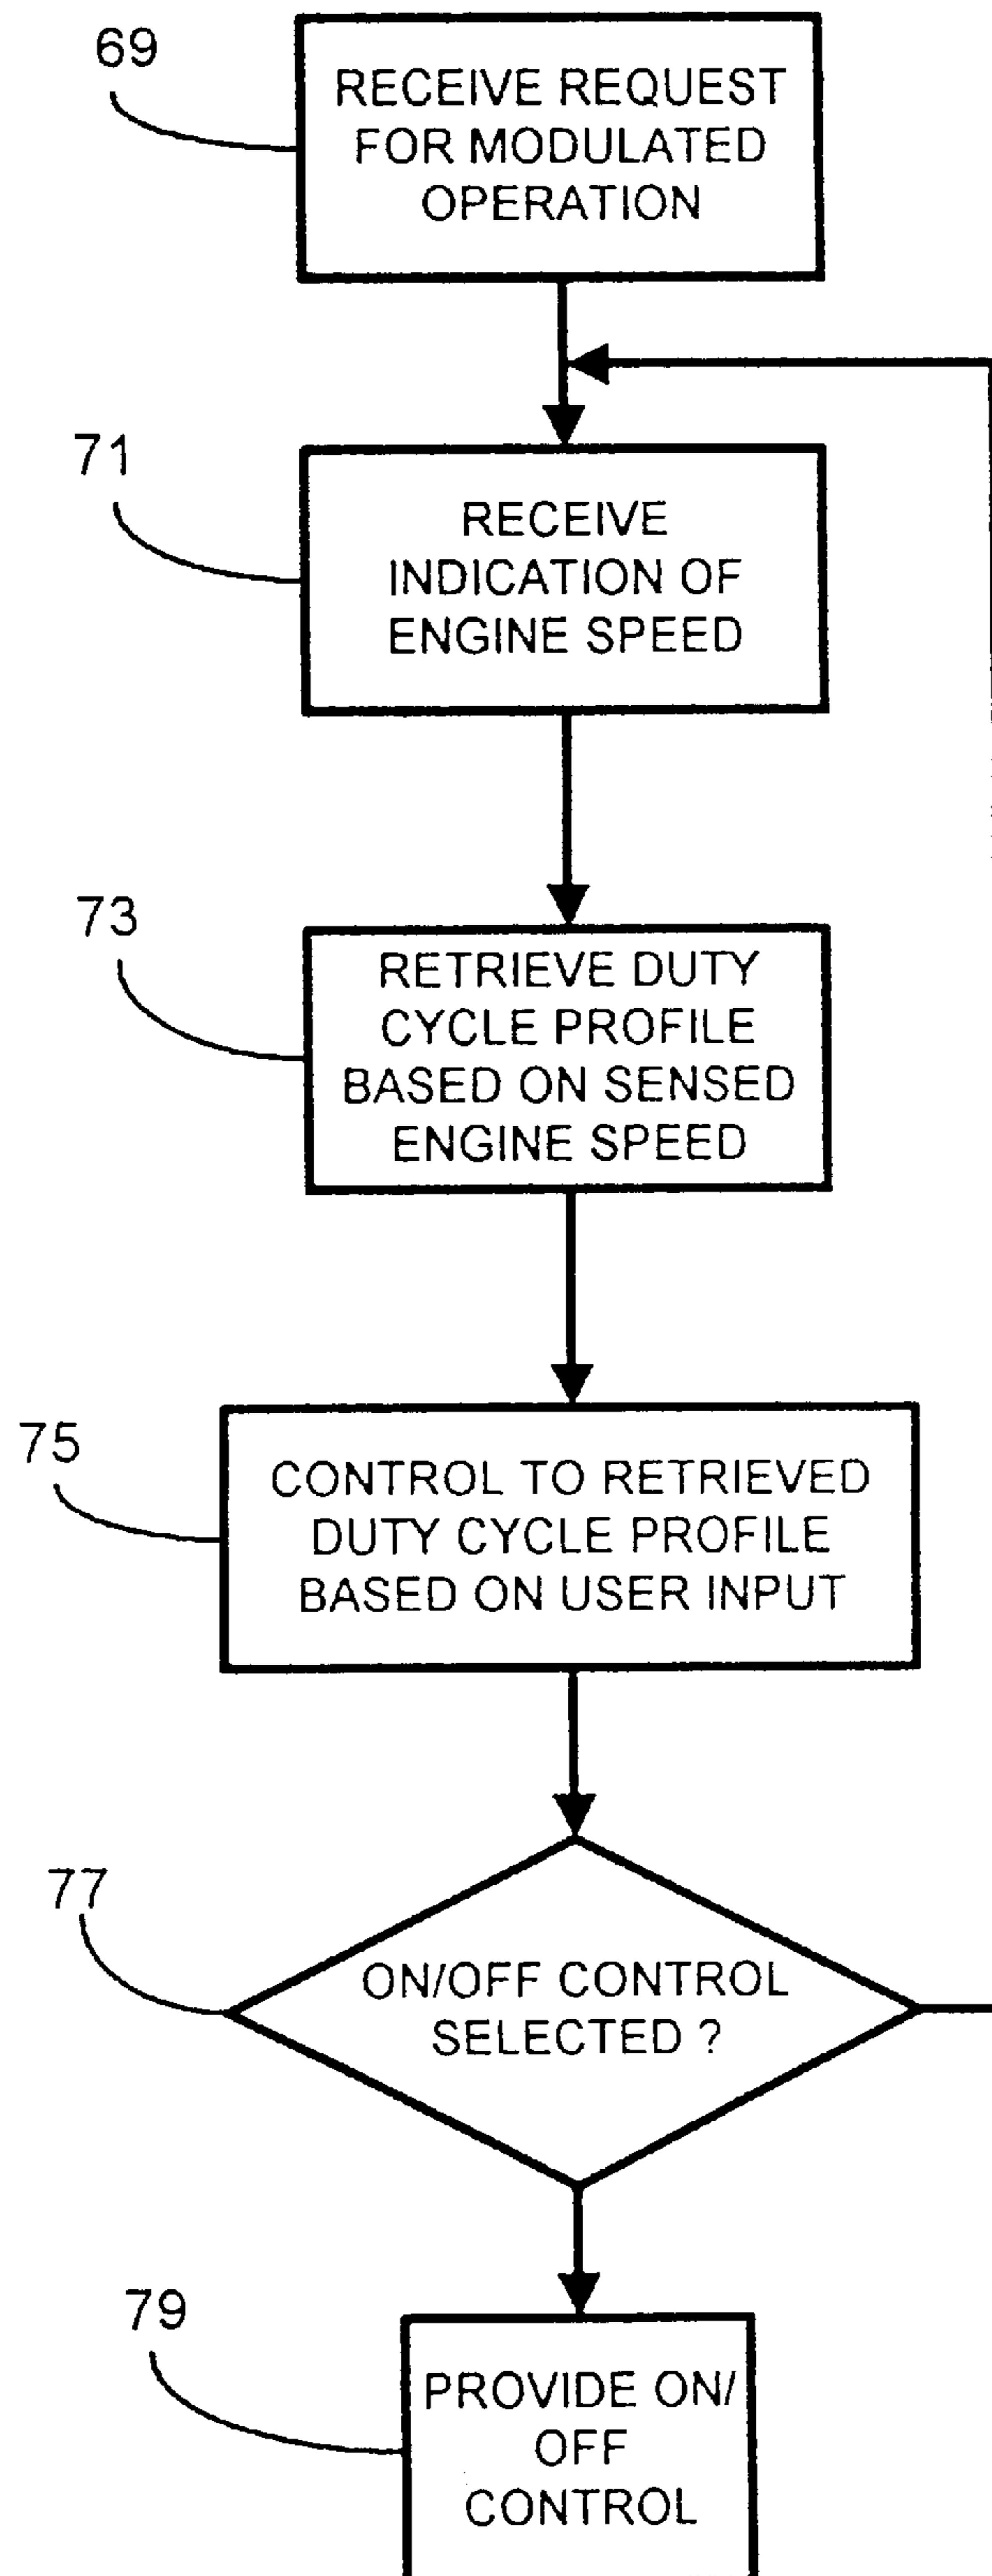 69
RECEIVE REQUEST
FOR MODULATED
OPERATION
71
RECEIVE
INDICATION OF
ENGINE SPEED
73
RETRIEVE DUTY
CYCLE PROFILE
BASED ON SENSED
ENGINE SPEED
75
CONTROL TO RETRIEVED
DUTY CYCLE PROFILE
BASED ON USER INPUT
77
ON/OFF CONTROL
SELECTED ?
79
PROVIDE ON/
OFF
CONTROL